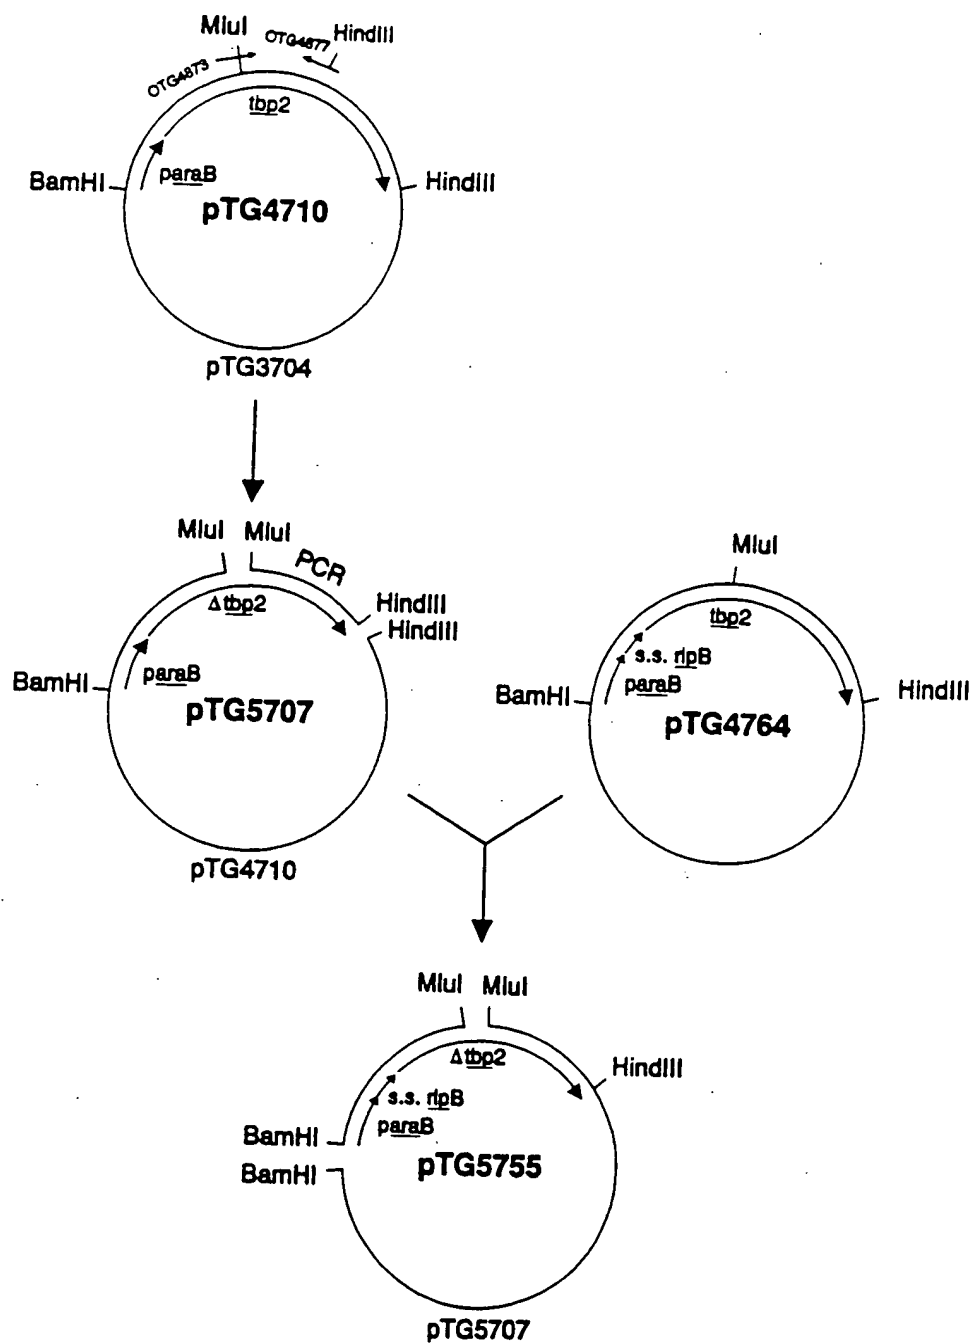 MluI
OTG4877
HindIII
OTG4873
tbp2
BamHI
HindIII
paraB
pTG4710
pTG3704
MluI MluI
PCR
MluI
Δtbp2
HindIII
HindIII
tbp2
s.s. rlpB
BamHI
paraB
BamHI
paraB
HindIII
pTG5707
pTG4764
pTG4710
MluI MluI
Δtbp2
HindIII
s.s. rlpB
paraB
BamHI
BamHI
pTG5755
pTG5707